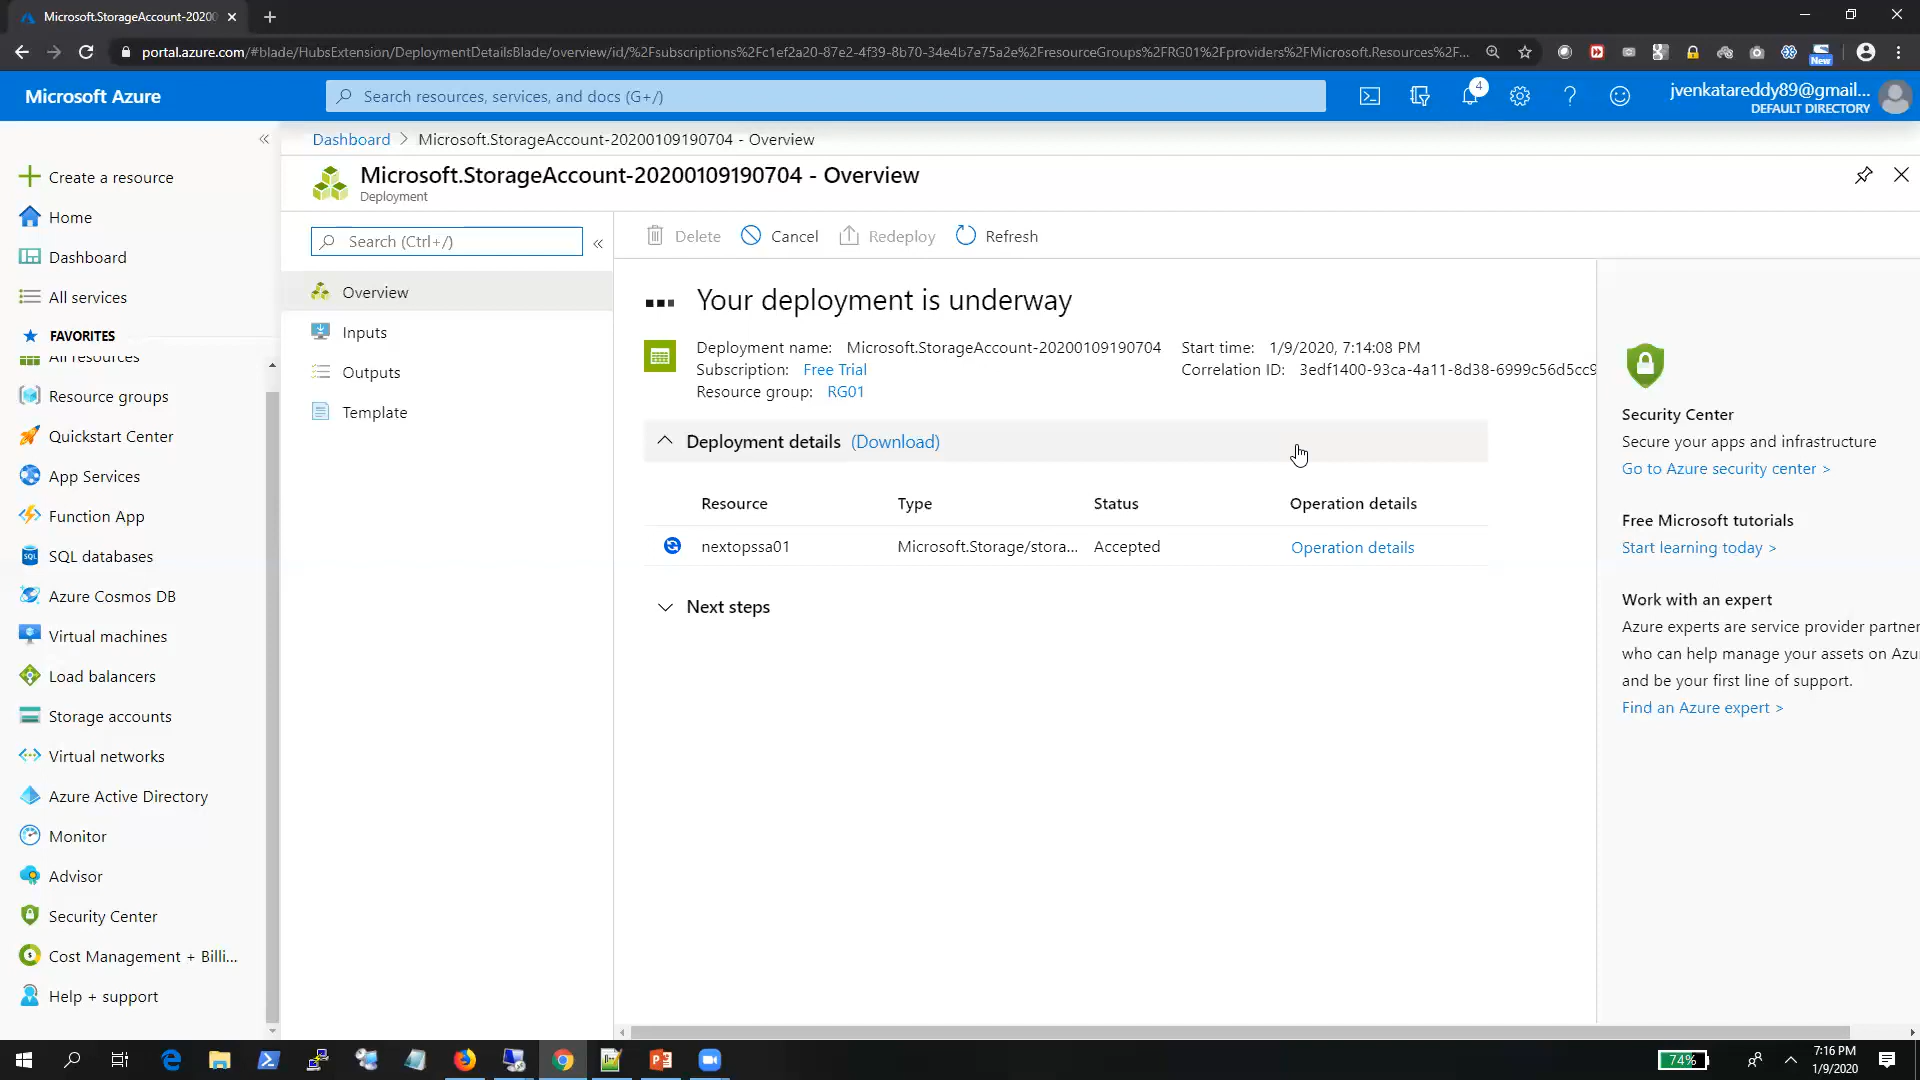 Microsoft.StorageAccount-20200
portal.azure.com/#blade/HubsExtension/DeploymentDetailsBlade/overview/id/%2Fsubscriptions%2Fc1ef2a20-87e2-4f39-8b70-34e4b7e75a2e%2FresourceGroups%2FRG01%2Fproviders%2FMicrosoft.Resources%2F...
New
Microsoft Azure
Search resources, services, and docs (G+/)
4
jvenkatareddy89@gmail...
DEFAULT DIRECTORY
Dashboard > Microsoft.StorageAccount-20200109190704 - Overview
Microsoft.StorageAccount-20200109190704 - Overview
Deployment
Create a resource
Home
Dashboard
All services
FAVORITES
All resources
Resource groups
Quickstart Center
App Services
Function App
SQL databases
Azure Cosmos DB
Virtual machines
Load balancers
Storage accounts
Virtual networks
Azure Active Directory
Monitor
Advisor
Security Center
Cost Management + Billi...
Help + support
Search (Ctrl+/)
Overview
Inputs
Outputs
Template
Delete
Cancel
Redeploy
Refresh
Your deployment is underway
Deployment name: Microsoft.StorageAccount-20200109190704
Subscription: Free Trial
Resource group: RG01
Start time: 1/9/2020, 7:14:08 PM
Correlation ID: 3edf1400-93ca-4a11-8d38-6999c56d5cc9
Deployment details (Download)
Resource Type Status Operation details
nextopssa01 Microsoft.Storage/stora... Accepted Operation details
Next steps
Security Center
Secure your apps and infrastructure
Go to Azure security center >
Free Microsoft tutorials
Start learning today >
Work with an expert
Azure experts are service provider partner
who can help manage your assets on Azu
and be your first line of support.
Find an Azure expert >
74%
7:16 PM
1/9/2020